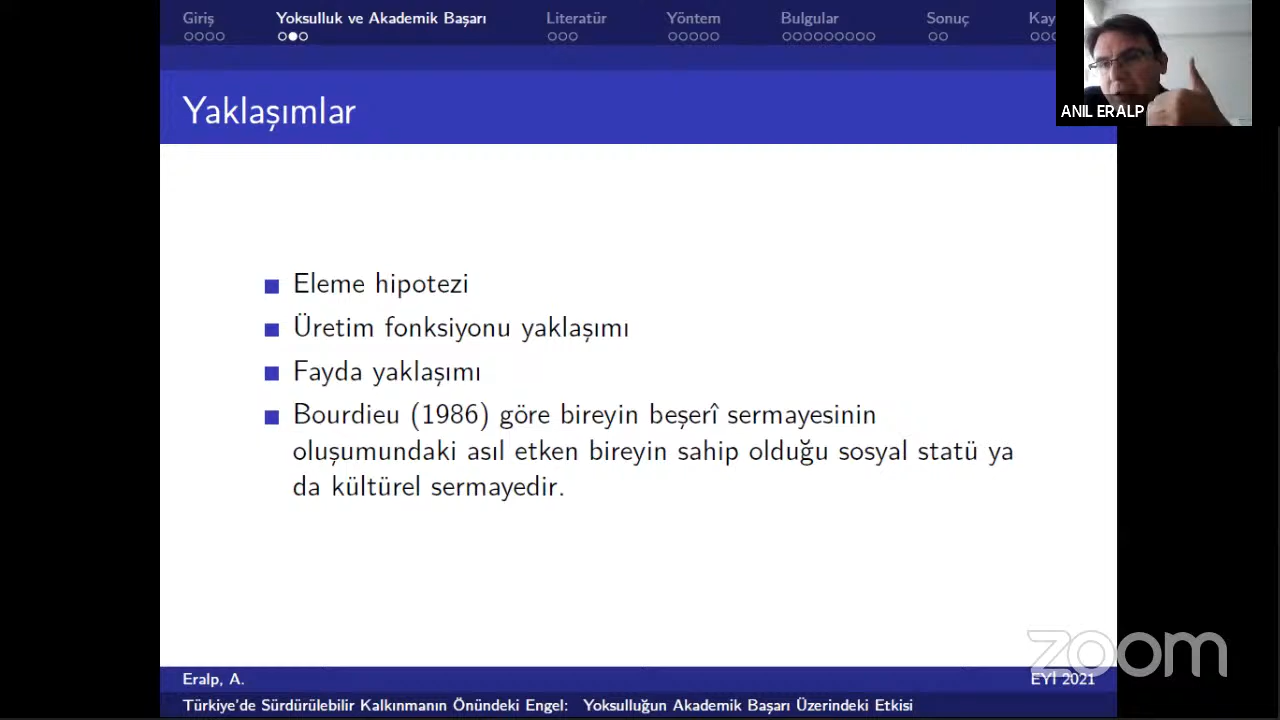 Giriş
Yoksulluk ve Akademik Başarı
Literatür
Yöntem
Bulgular
Sonuç
Kay
ANIL ERALP
Yaklaşımlar
Eleme hipotezi
Üretim fonksiyonu yaklaşımı
Fayda yaklaşımı
Bourdieu (1986) göre bireyin beşerî sermayesinin
oluşumundaki asıl etken bireyin sahip olduğu sosyal statü ya
da kültürel sermayedir.
zoom
Eralp, A.
EYİ 2021
Türkiye'de Sürdürülebilir Kalkınmanın Önündeki Engel: Yoksulluğun Akademik Başarı Üzerindeki Etkisi